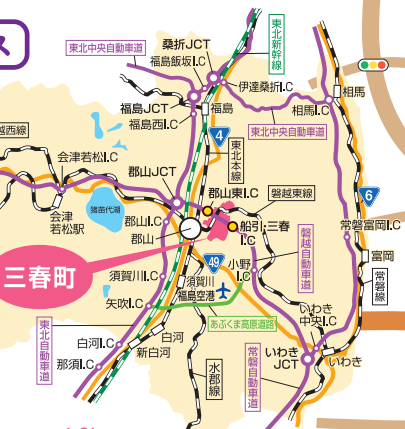 ス
東北中央自動車道
桑折JCT
福島飯坂I.C
東北新幹線
伊達桑折I.C
相馬
福島JCT
福島
相馬I.C
福島西I.C
東北中央自動車道
4
越西線
東北本線
会津若松I.C
郡山JCT
6
郡山東I.C
磐越東線
猪苗代湖
会津
若松駅
郡山I.C
船引・三春
I.C
常磐富岡I.C
郡山
磐越自動車道
富岡
49
小野
I.C
三春町
須賀川I.C
須賀川
福島空港
常磐線
矢吹I.C
いわき
中央I.C
あぶくま高原道路
東北自動車道
白河I.C
白河
新白河
いわき
JCT
いわき
那須I.C
水郡線
常磐自動車道